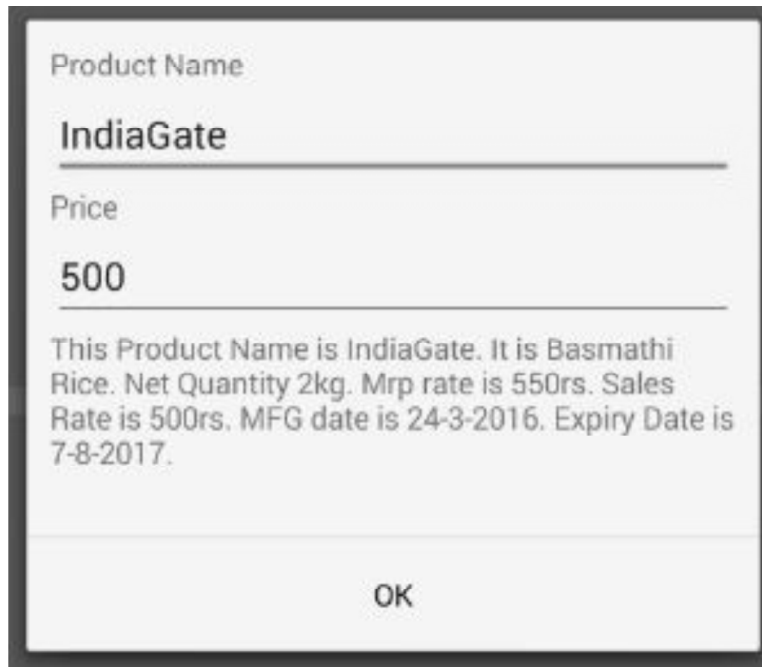 Product Name
IndiaGate
Price
500
This Product Name is IndiaGate. It is Basmathi
Rice. Net Quantity 2kg. Mrp rate is 550rs. Sales
Rate is 500rs. MFG date is 24-3-2016. Expiry Date is
7-8-2017.
OK